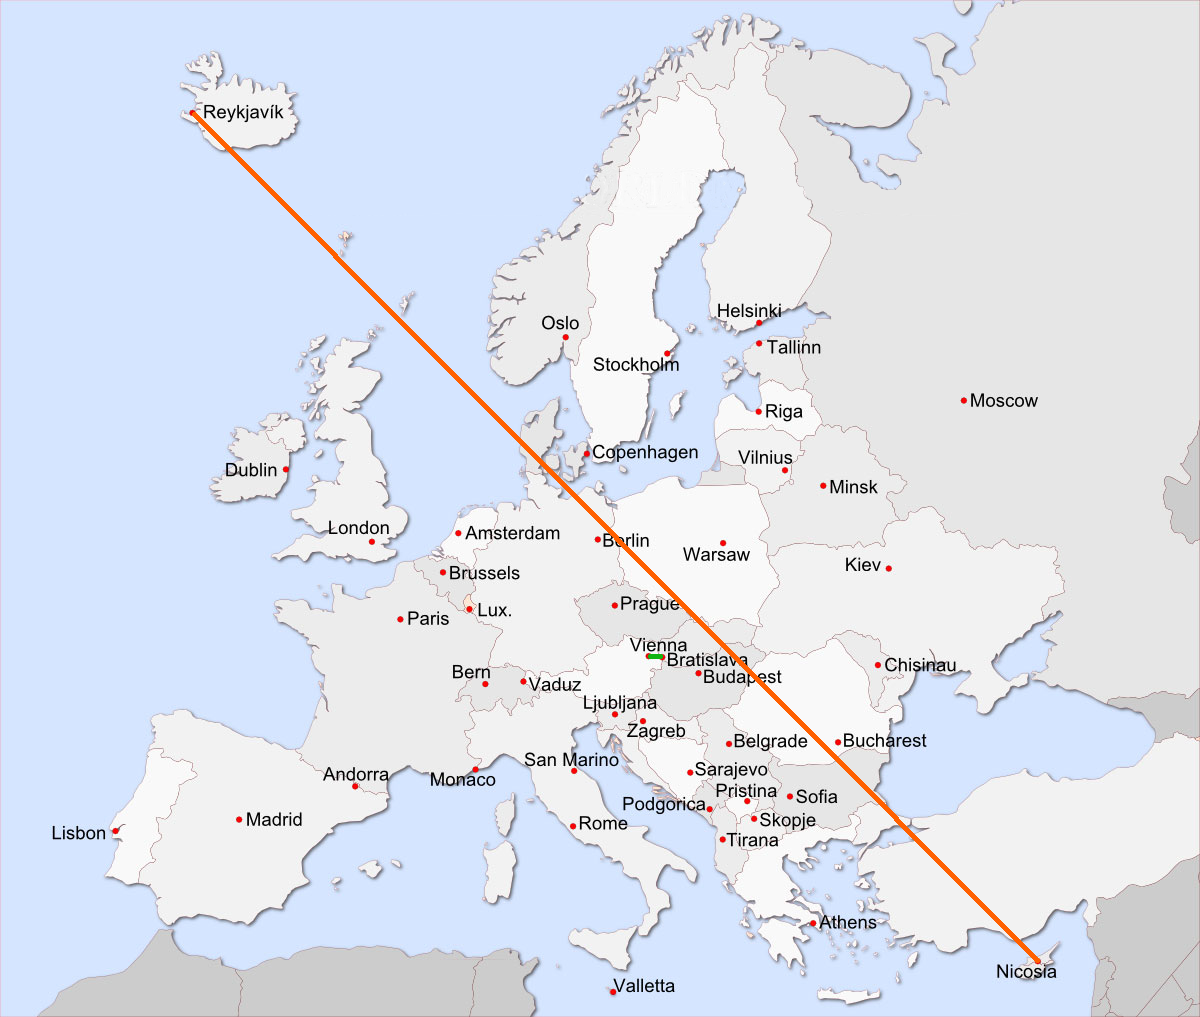 Reykjavík
Helsinki
Oslo
Tallinn
Stockholm
Moscow
Riga
Copenhagen
Vilnius
Dublin
Minsk
London
Amsterdam
Berlin
Warsaw
Kiev
Brussels
Prague
Lux.
Paris
Vienna
Bratislava
Chisinau
Bern
Budapest
Vaduz
Ljubljana
Zagreb
Belgrade
Bucharest
San Marino
Sarajevo
Andorra
Monaco
Pristina
Sofia
Podgorica
Madrid
Skopje
Rome
Lisbon
Tirana
Athens
Nicosia
Valletta